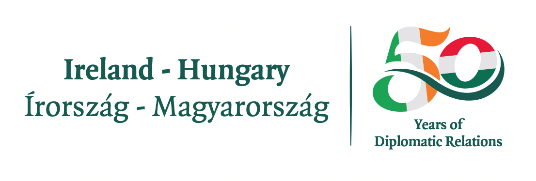 Ireland - Hungary
Írország - Magyarország
50
Years of
Diplomatic Relations